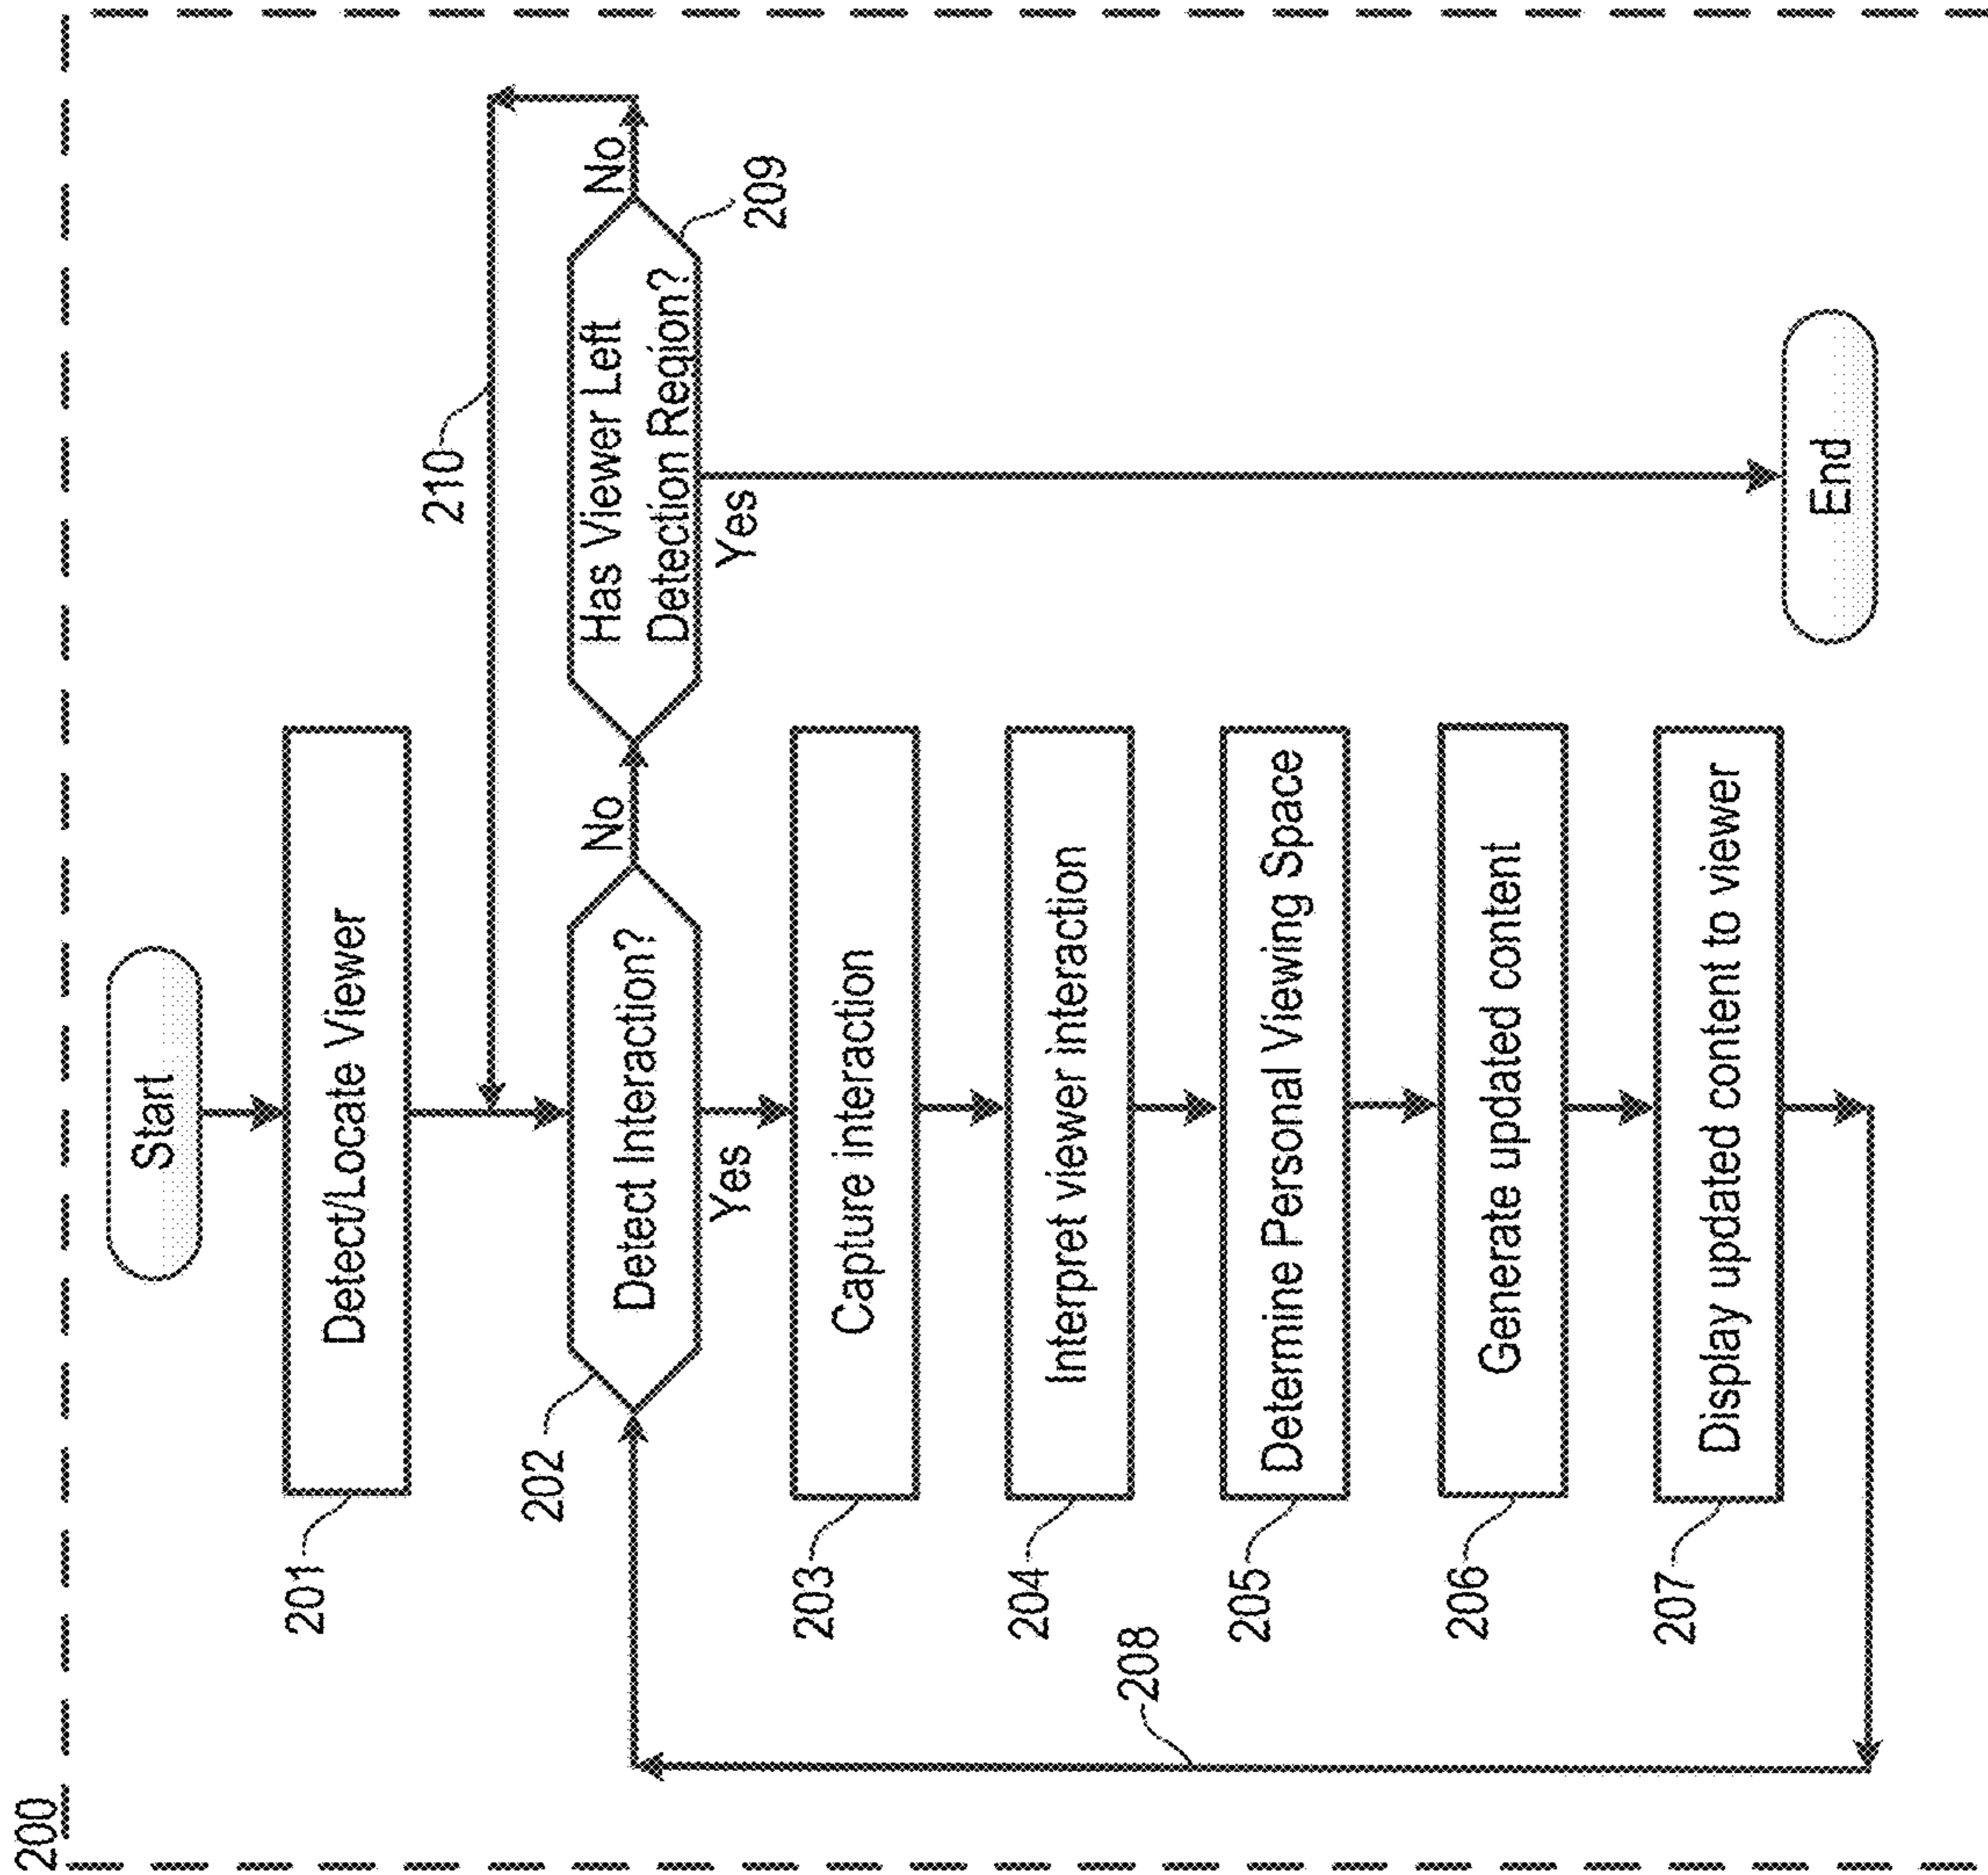 200
Start
Detect/Locate Viewer
201
210
Detect Interaction?
202
No
Yes
Has Viewer Left
Detection Region?
209
No
Yes
Capture interaction
203
Interpret viewer interaction
204
Determine Personal Viewing Space
205
Generate updated content
206
Display updated content to viewer
207
208
End